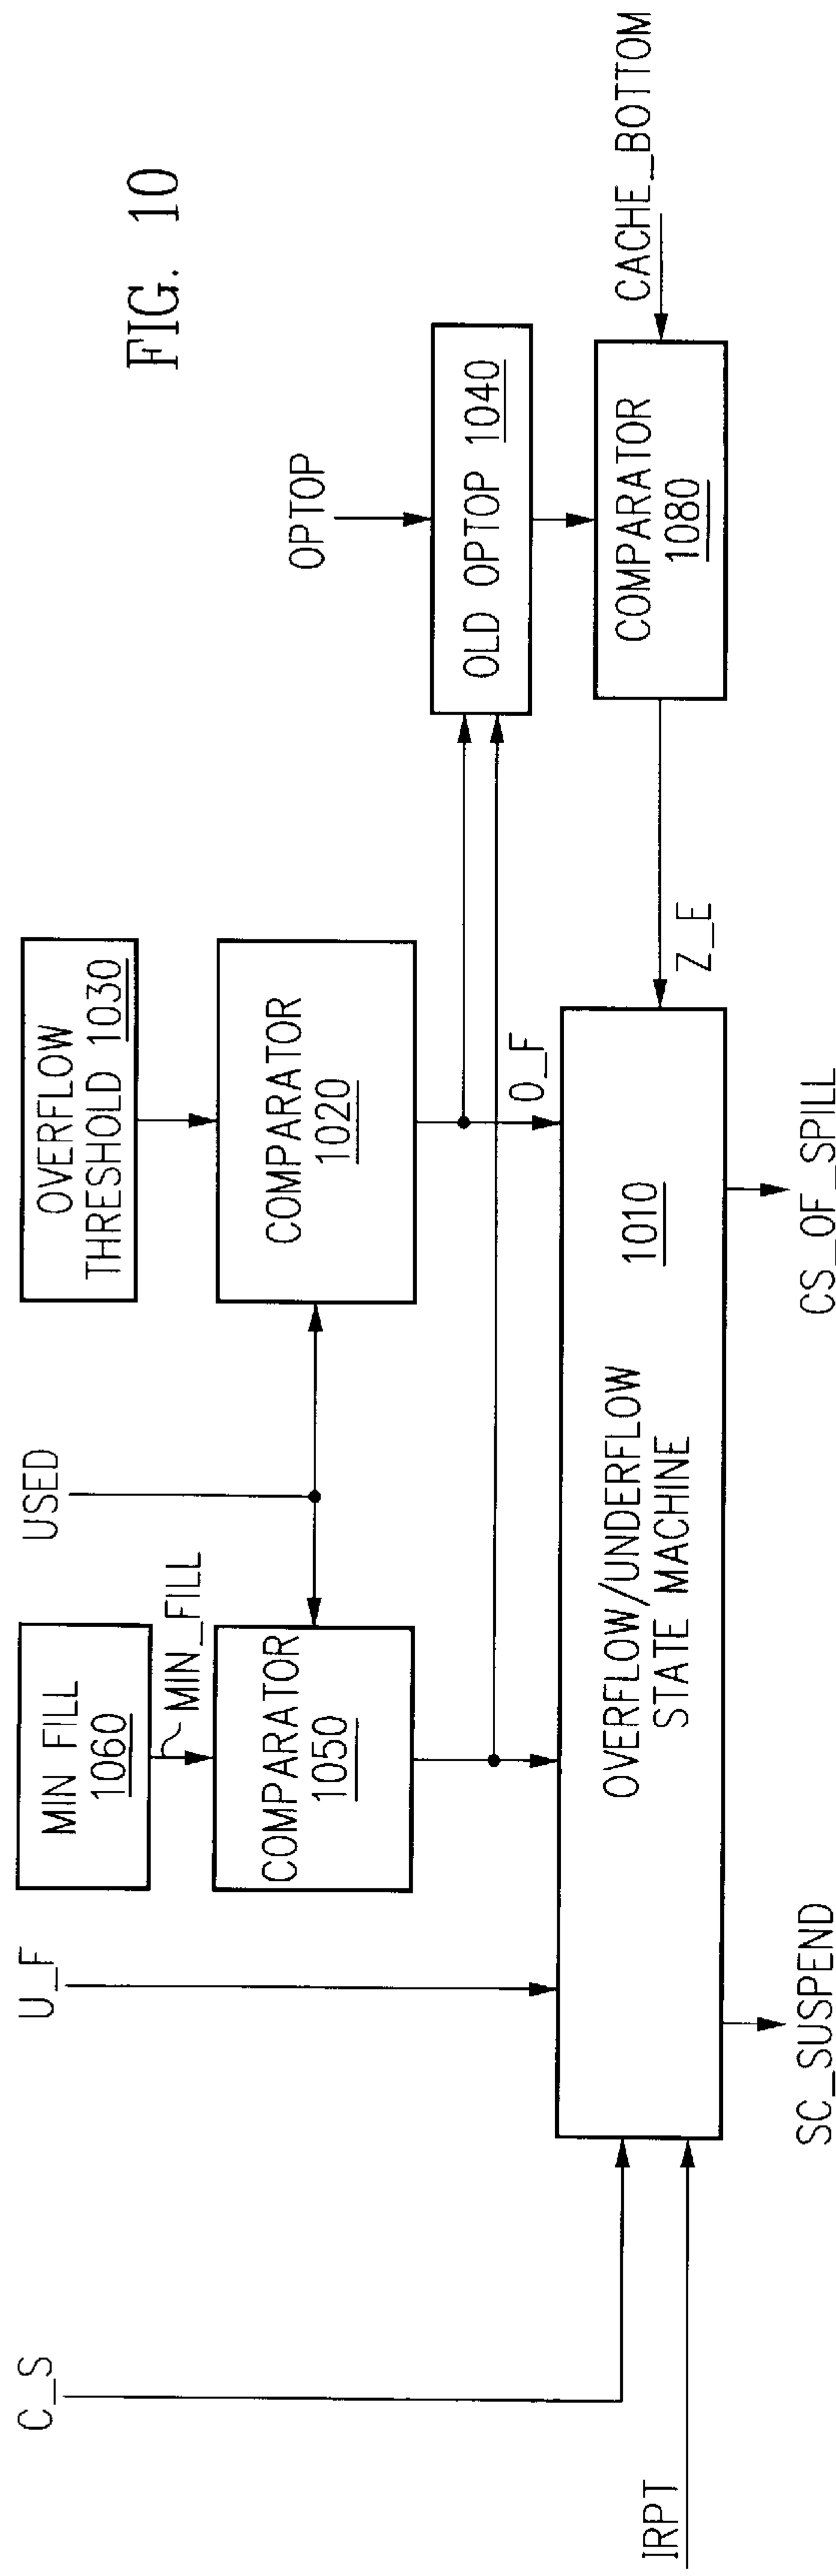 FIG. 10
C_S
IRPT
U_F
MIN FILL
1060
MIN_FILL
USED
OVERFLOW
THRESHOLD 1030
COMPARATOR
1050
COMPARATOR
1020
OPTOP
OLD OPTOP 1040
O_F
OVERFLOW/UNDERFLOW
STATE MACHINE
1010
Z_E
COMPARATOR
1080
CACHE_BOTTOM
SC_SUSPEND
CS_OF_SPILL